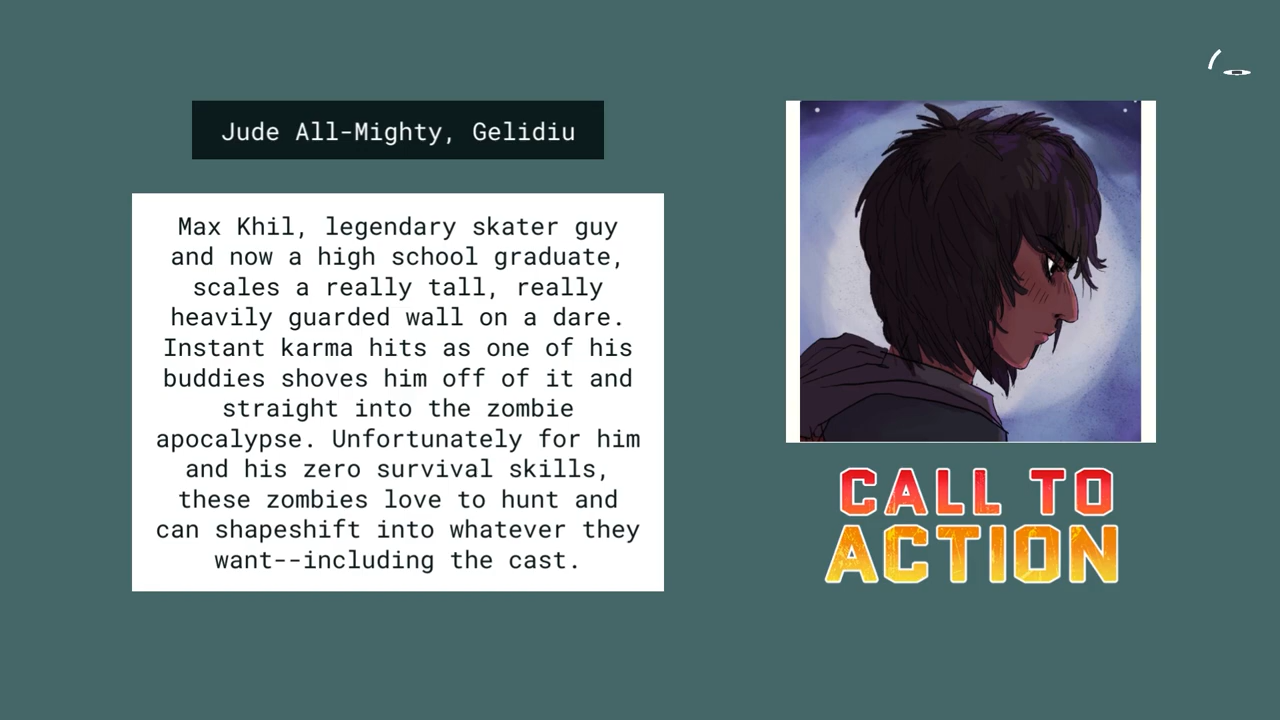 Jude All-Mighty, Gelidiu
Max Khil, legendary skater guy
and now a high school graduate,
scales a really tall, really
heavily guarded wall on a dare.
Instant karma hits as one of his
buddies shoves him off of it and
straight into the zombie
apocalypse. Unfortunately for him
and his zero survival skills,
these zombies love to hunt and
can shapeshift into whatever they
want--including the cast.
CALL TO
ACTION